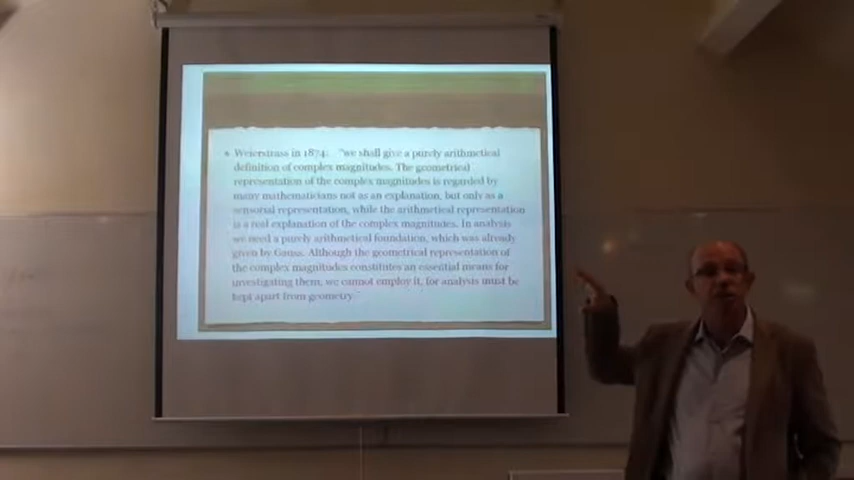 Weierstrass in 1874: "we shall give a purely arithmetical
definition of complex magnitudes. The geometrical
representation of the complex magnitudes is regarded by
many mathematicians not as an explanation, but only as a
sensorial representation, while the arithmetical representation
is a real explanation of the complex magnitudes. In analysis
we need a purely arithmetical foundation, which was already
given by Gauss. Although the geometrical representation of
the complex magnitudes constitutes an essential means for
investigating them, we cannot employ it, for analysis must be
kept apart from geometry."